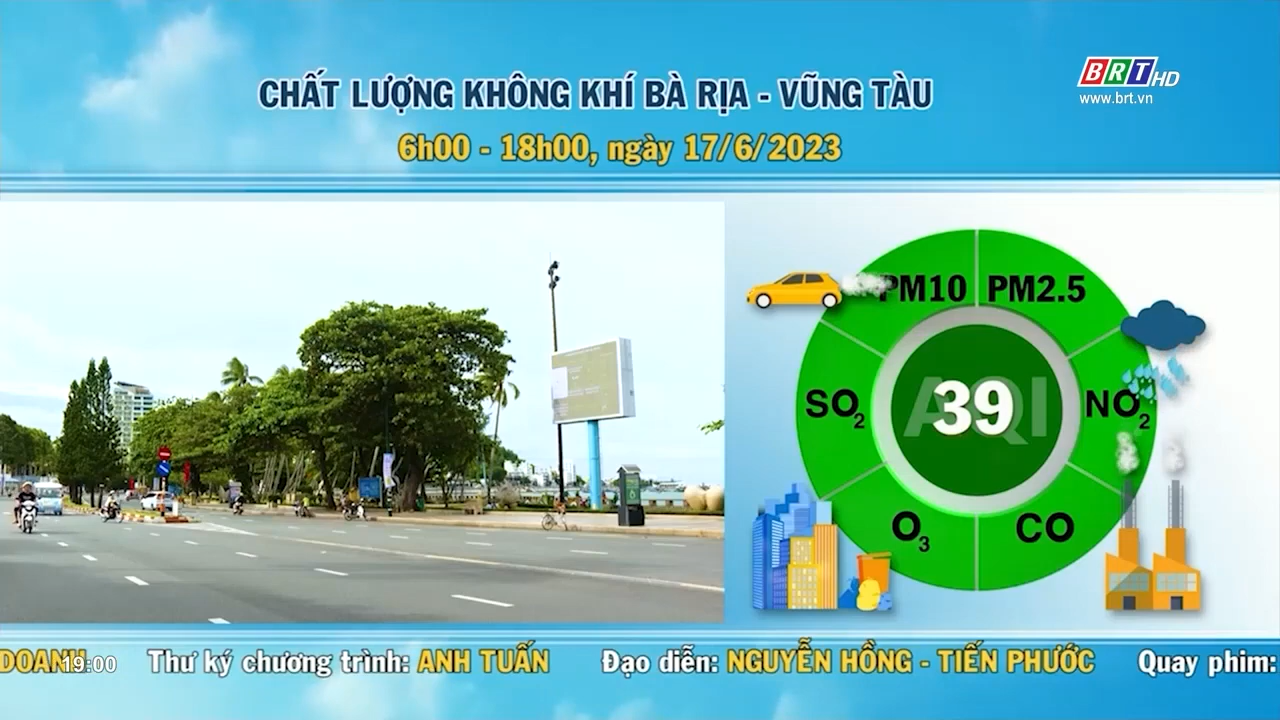 CHẤT LƯỢNG KHÔNG KHÍ BÀ RỊA - VŨNG TÀU
6h00 - 18h00, ngày 17/6/2023
BRT HD
www.brt.vn
PM10 PM2.5
SO2 NO2
AQI
39
O3 CO
DOANH
19:00
Thư ký chương trình: ANH TUẤN Đạo diễn: NGUYỄN HỒNG - TIẾN PHƯỚC Quay phim: